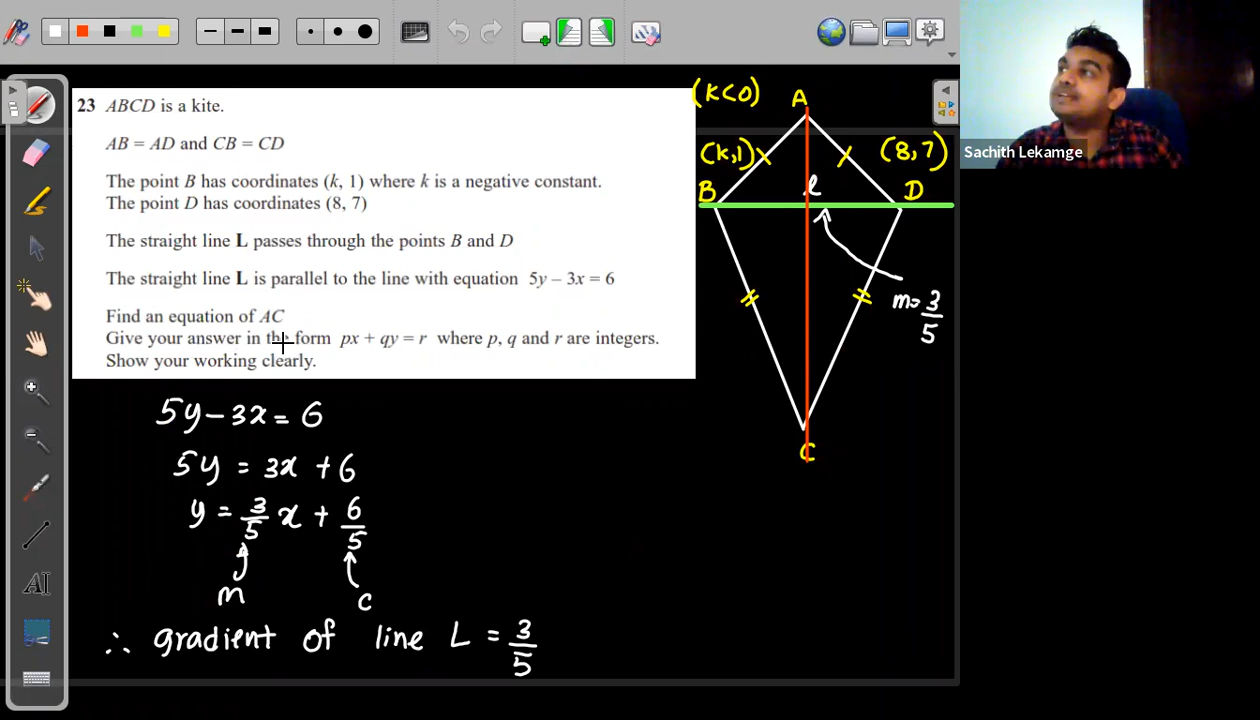 23 ABCD is a kite.
AB = AD and CB = CD
The point B has coordinates (k, 1) where k is a negative constant.
The point D has coordinates (8, 7)
The straight line L passes through the points B and D
The straight line L is parallel to the line with equation 5y – 3x = 6
Find an equation of AC
Give your answer in the form px + qy = r where p, q and r are integers.
Show your working clearly.
5y – 3x = 6
5y = 3x + 6
y = 3/5 x + 6/5
m
c
∴ gradient of line L = 3/5
(k<0)
A
(k,1)
(8,7)
B
l
D
m = 3/5
C
Sachith Lekamge
AI